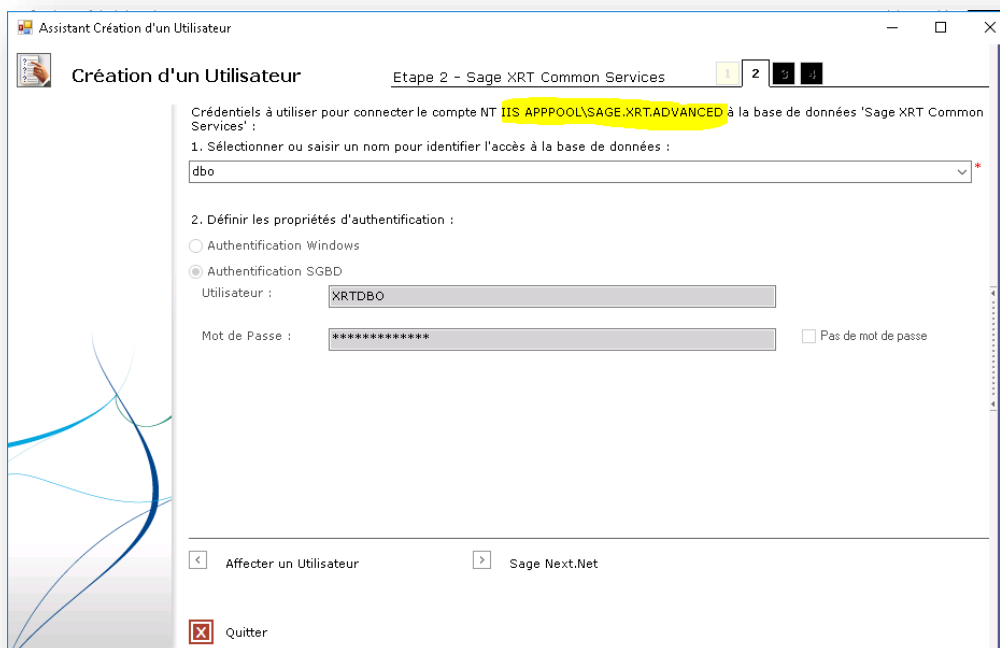 Assistant Création d'un Utilisateur
Création d'un Utilisateur
Etape 2 - Sage XRT Common Services
1 2 3 4
Crédentiels à utiliser pour connecter le compte NT IIS APPPOOL\SAGE.XRT.ADVANCED à la base de données 'Sage XRT Common
Services' :
1. Sélectionner ou saisir un nom pour identifier l'accès à la base de données :
dbo
*
2. Définir les propriétés d'authentification :
Authentification Windows
Authentification SGBD
Utilisateur :
XRTDBO
Mot de Passe :
*************
Pas de mot de passe
< Affecter un Utilisateur
> Sage Next.Net
X Quitter